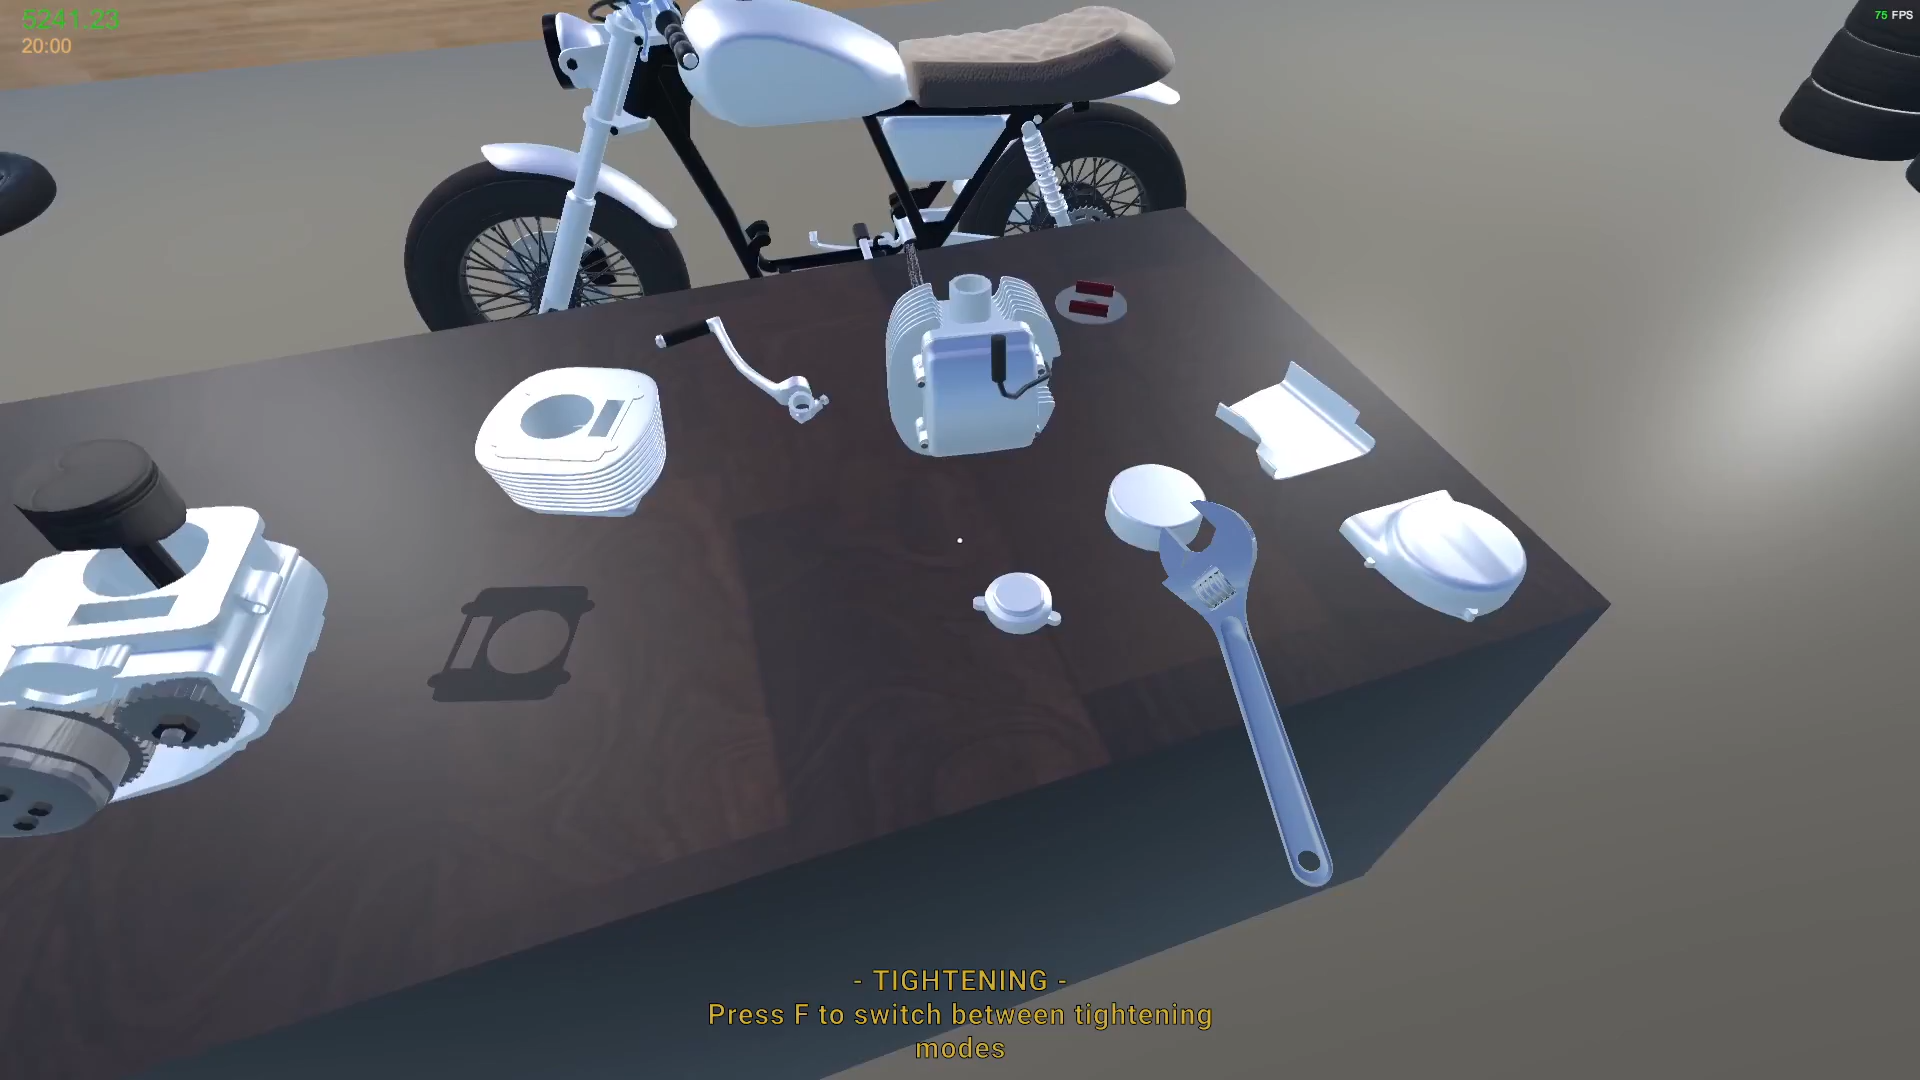 5241.23
20:00
75 FPS
- TIGHTENING -
Press F to switch between tightening
modes